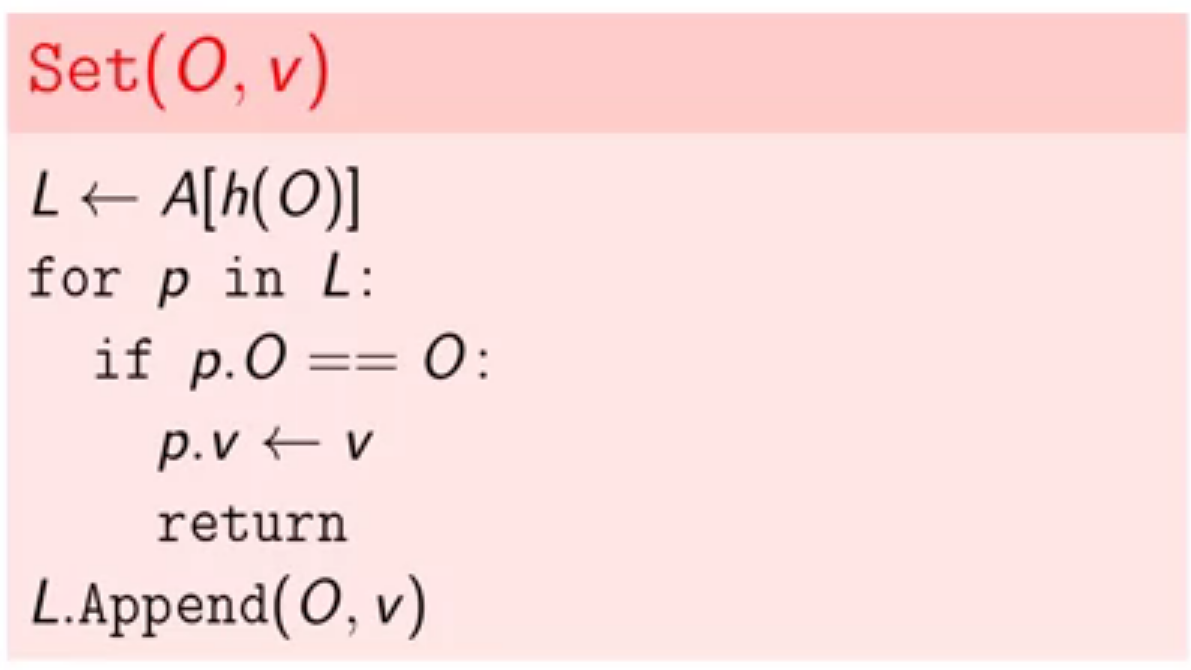 Set(O, v)
L ← A[h(O)]
for p in L:
if p.O == O:
p.v ← v
return
L.Append(O, v)